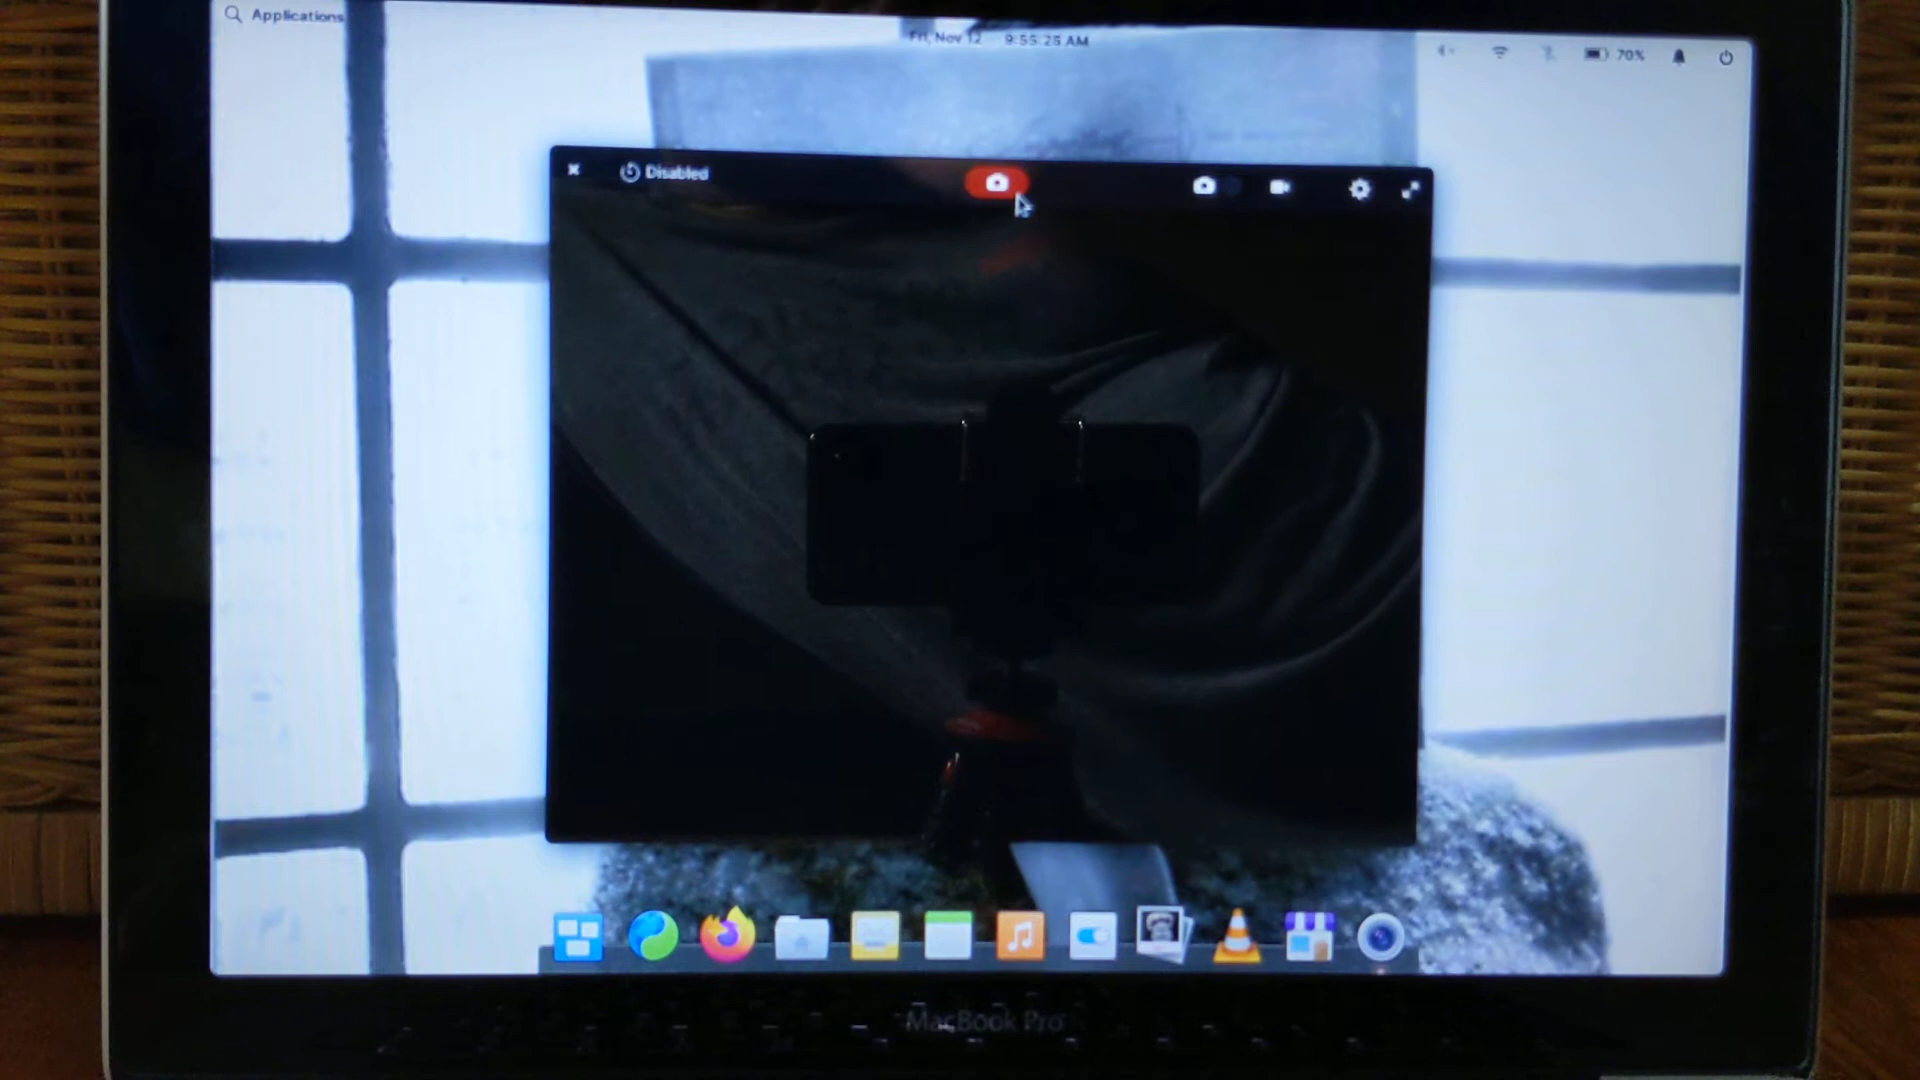 Applications
Fri, Nov 12 9:55:25 AM
70%
Disabled
MacBook Pro